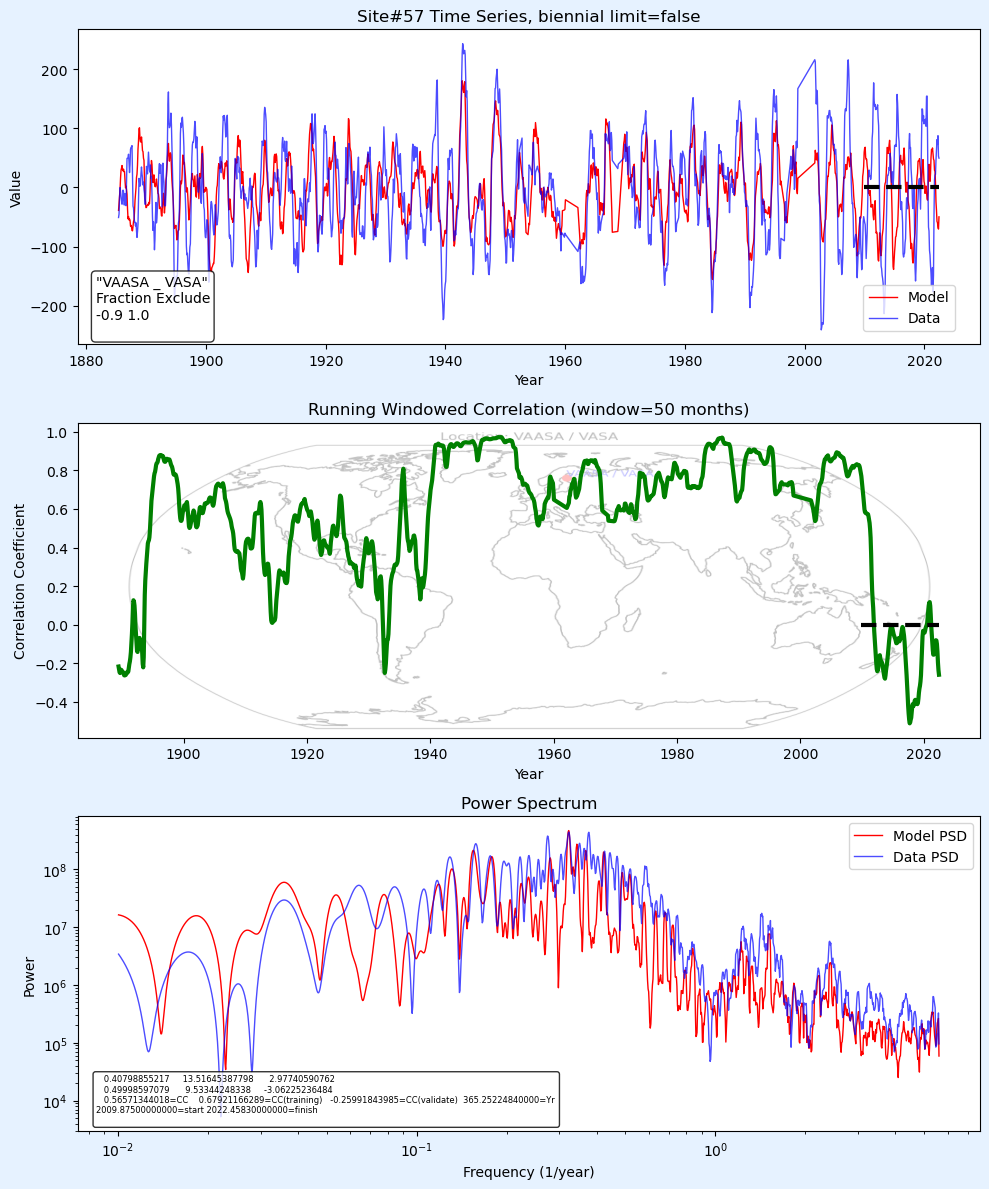 Site#57 Time Series, biennial limit=false
Value
200
100
0
−100
−200
"VAASA _ VASA"
Fraction Exclude
-0.9 1.0
Model
Data
1880
1900
1920
1940
1960
1980
2000
2020
Year
Running Windowed Correlation (window=50 months)
Location: VAASA / VASA
Correlation Coefficient
1.0
0.8
0.6
0.4
0.2
0.0
−0.2
−0.4
1900
1920
1940
1960
1980
2000
2020
Year
Power Spectrum
Model PSD
Data PSD
Power
10^8
10^7
10^6
10^5
10^4
0.40798855217 13.51645387798 2.97740590762
0.49998597079 9.53344248338 -3.06225236484
0.56571344018=CC 0.67921166289=CC(training) -0.25991843985=CC(validate) 365.25224840000=Yr
2009.87500000000=start 2022.45830000000=finish
10^−2
10^−1
10^0
Frequency (1/year)